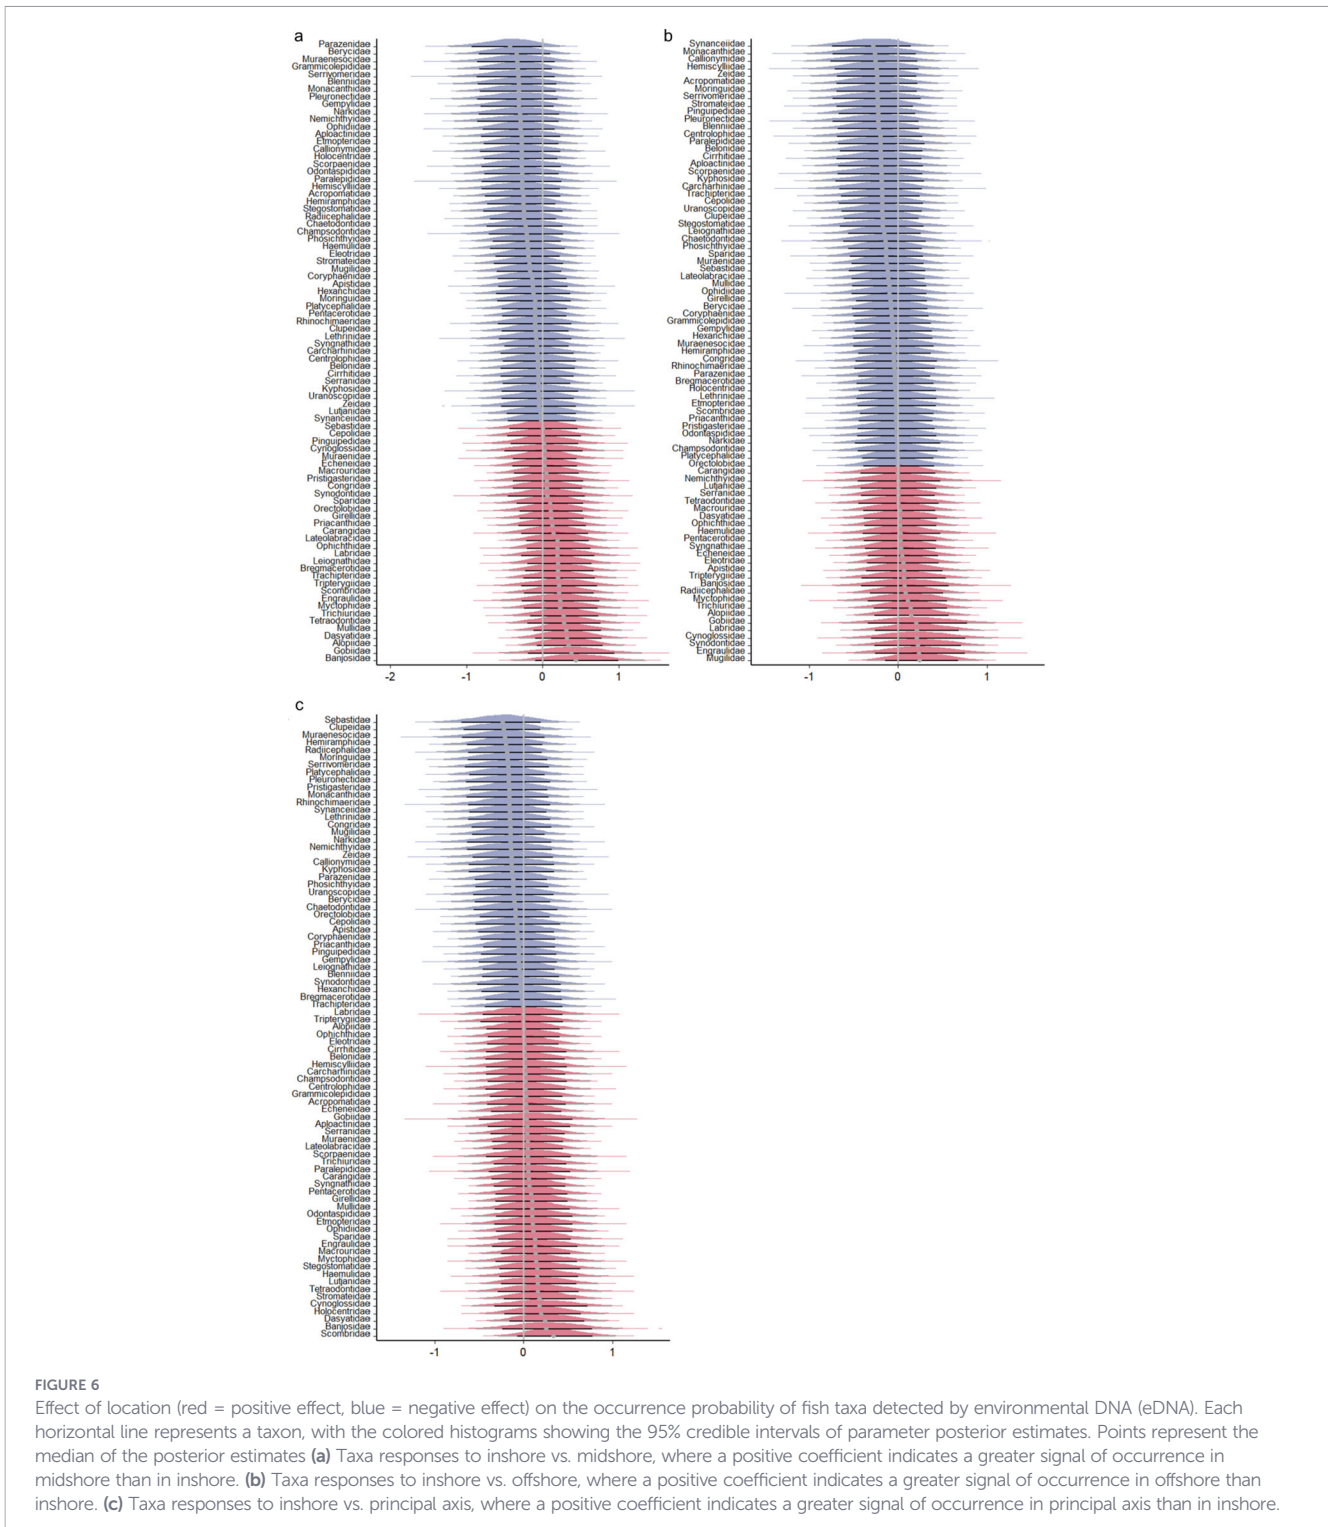 a
Parazenidae
Berycidae
Muraenesocidae
Grammicolepididae
Serrivomeridae
Blenniidae
Monacanthidae
Pleuronectidae
Gempylidae
Narkidae
Nemichthyidae
Ophidiidae
Aploactinidae
Etmopteridae
Callionymidae
Holocentridae
Scorpaenidae
Odontaspididae
Paralepididae
Hemiscylliidae
Acropomatidae
Hemiramphidae
Stegostomatidae
Radiicephalidae
Chaetodontidae
Champsodontidae
Phosichthyidae
Haemulidae
Eleotridae
Stromateidae
Mugilidae
Coryphaenidae
Apistidae
Hexanchidae
Moringuidae
Platycephalidae
Pentacerotidae
Rhinochimaeridae
Clupeidae
Lethrinidae
Syngnathidae
Carcharhinidae
Centrolophidae
Belonidae
Cirrhitidae
Serranidae
Kyphosidae
Uranoscopidae
Zeidae
Lutjanidae
Synanceiidae
Sebastidae
Cepolidae
Pinguipedidae
Cynoglossidae
Muraenidae
Echeneidae
Macrouridae
Pristigasteridae
Congridae
Synodontidae
Sparidae
Orectolobidae
Girellidae
Priacanthidae
Carangidae
Lateolabracidae
Ophichthidae
Labridae
Leiognathidae
Bregmacerotidae
Trachipteridae
Tripterygiidae
Scombridae
Engraulidae
Myctophidae
Trichiuridae
Tetraodontidae
Mullidae
Dasyatidae
Alopiidae
Gobiidae
Banjosidae
-2 -1 0 1
b
Synanceiidae
Monacanthidae
Callionymidae
Hemiscylliidae
Zeidae
Acropomatidae
Moringuidae
Serrivomeridae
Stromateidae
Pinguipedidae
Pleuronectidae
Blenniidae
Centrolophidae
Paralepididae
Belonidae
Cirrhitidae
Aploactinidae
Scorpaenidae
Kyphosidae
Carcharhinidae
Trachipteridae
Cepolidae
Uranoscopidae
Clupeidae
Stegostomatidae
Leiognathidae
Chaetodontidae
Phosichthyidae
Sparidae
Muraenidae
Sebastidae
Lateolabracidae
Mullidae
Ophidiidae
Girellidae
Berycidae
Coryphaenidae
Grammicolepididae
Gempylidae
Hexanchidae
Muraenesocidae
Hemiramphidae
Congridae
Rhinochimaeridae
Parazenidae
Bregmacerotidae
Holocentridae
Lethrinidae
Etmopteridae
Scombridae
Priacanthidae
Pristigasteridae
Odontaspididae
Narkidae
Champsodontidae
Platycephalidae
Orectolobidae
Carangidae
Nemichthyidae
Lutjanidae
Serranidae
Tetraodontidae
Macrouridae
Dasyatidae
Ophichthidae
Haemulidae
Pentacerotidae
Syngnathidae
Echeneidae
Eleotridae
Apistidae
Tripterygiidae
Banjosidae
Radiicephalidae
Myctophidae
Trichiuridae
Alopiidae
Gobiidae
Labridae
Cynoglossidae
Synodontidae
Engraulidae
Mugilidae
-1 0 1
c
Sebastidae
Clupeidae
Muraenesocidae
Hemiramphidae
Radiicephalidae
Moringuidae
Serrivomeridae
Platycephalidae
Pleuronectidae
Pristigasteridae
Monacanthidae
Rhinochimaeridae
Synanceiidae
Lethrinidae
Congridae
Mugilidae
Narkidae
Nemichthyidae
Zeidae
Callionymidae
Kyphosidae
Parazenidae
Phosichthyidae
Uranoscopidae
Berycidae
Chaetodontidae
Orectolobidae
Cepolidae
Apistidae
Coryphaenidae
Priacanthidae
Pinguipedidae
Gempylidae
Leiognathidae
Blenniidae
Synodontidae
Hexanchidae
Bregmacerotidae
Trachipteridae
Labridae
Tripterygiidae
Alopiidae
Ophichthidae
Eleotridae
Cirrhitidae
Belonidae
Hemiscylliidae
Carcharhinidae
Champsodontidae
Centrolophidae
Grammicolepididae
Acropomatidae
Echeneidae
Gobiidae
Aploactinidae
Serranidae
Muraenidae
Lateolabracidae
Scorpaenidae
Trichiuridae
Paralepididae
Carangidae
Syngnathidae
Pentacerotidae
Girellidae
Mullidae
Odontaspididae
Etmopteridae
Ophidiidae
Sparidae
Engraulidae
Macrouridae
Myctophidae
Stegostomatidae
Haemulidae
Lutjanidae
Tetraodontidae
Stromateidae
Cynoglossidae
Holocentridae
Dasyatidae
Banjosidae
Scombridae
-1 0 1
FIGURE 6
Effect of location (red = positive effect, blue = negative effect) on the occurrence probability of fish taxa detected by environmental DNA (eDNA). Each
horizontal line represents a taxon, with the colored histograms showing the 95% credible intervals of parameter posterior estimates. Points represent the
median of the posterior estimates (a) Taxa responses to inshore vs. midshore, where a positive coefficient indicates a greater signal of occurrence in
midshore than in inshore. (b) Taxa responses to inshore vs. offshore, where a positive coefficient indicates a greater signal of occurrence in offshore than
inshore. (c) Taxa responses to inshore vs. principal axis, where a positive coefficient indicates a greater signal of occurrence in principal axis than in inshore.